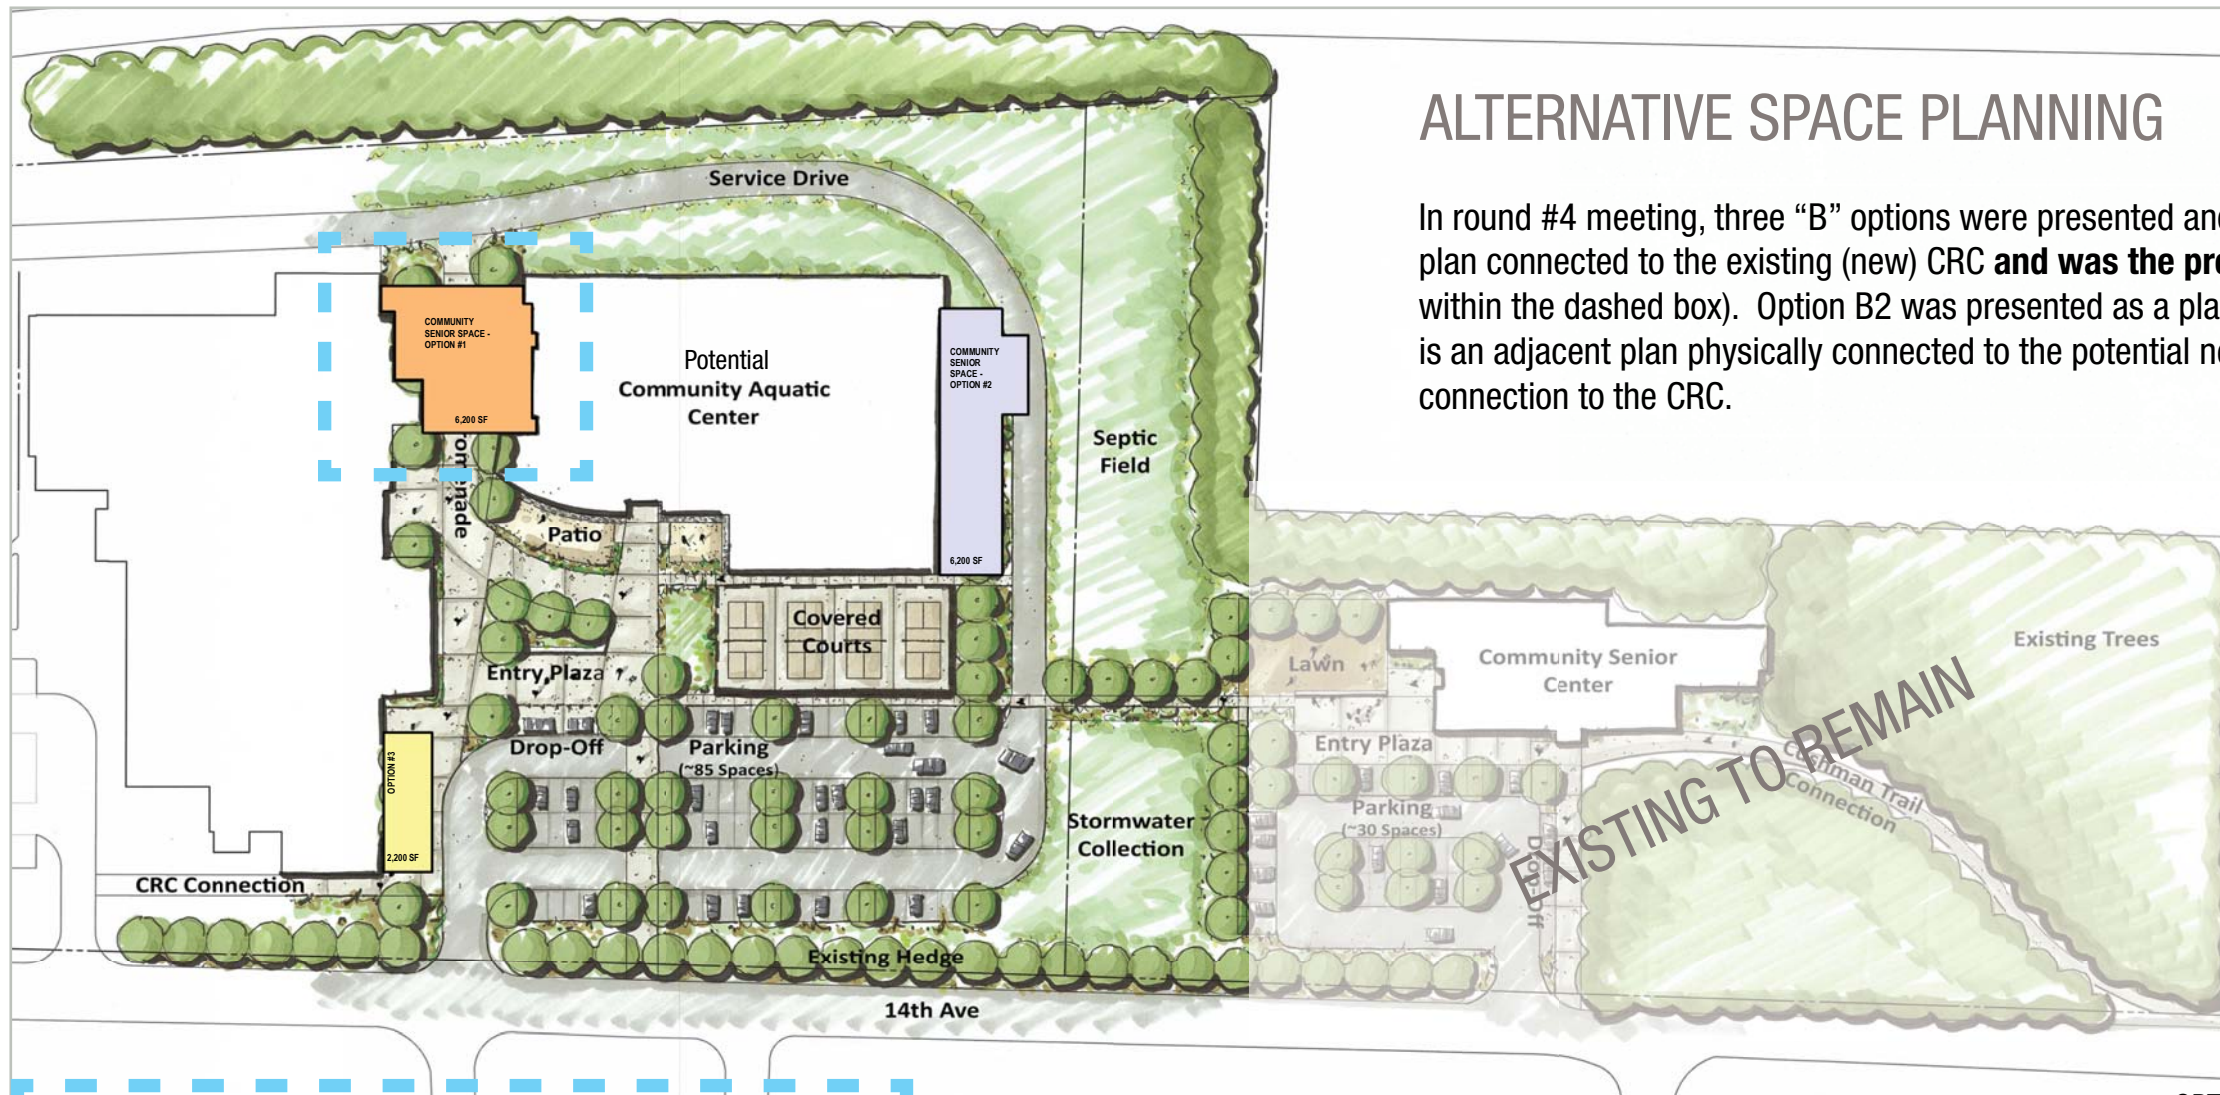 ALTERNATIVE SPACE PLANNING
In round #4 meeting, three “B” options were presented
plan connected to the existing (new) CRC and was the
within the dashed box). Option B2 was presented as a
is an adjacent plan physically connected to the potential
connection to the CRC.
Service Drive
COMMUNITY
SENIOR SPACE -
OPTION #1
6,200 SF
Potential
Community Aquatic
Center
COMMUNITY
SENIOR
SPACE -
OPTION #2
6,200 SF
Septic
Field
Patio
Covered
Courts
Entry Plaza
Drop-Off
Parking
(~85 Spaces)
OPTION #3
2,200 SF
CRC Connection
Stormwater
Collection
Existing Hedge
14th Ave
Lawn
Community Senior
Center
Existing Trees
Entry Plaza
Parking
(~30 Spaces)
Drop-Off
Cushman Trail
Connection
EXISTING TO REMAIN